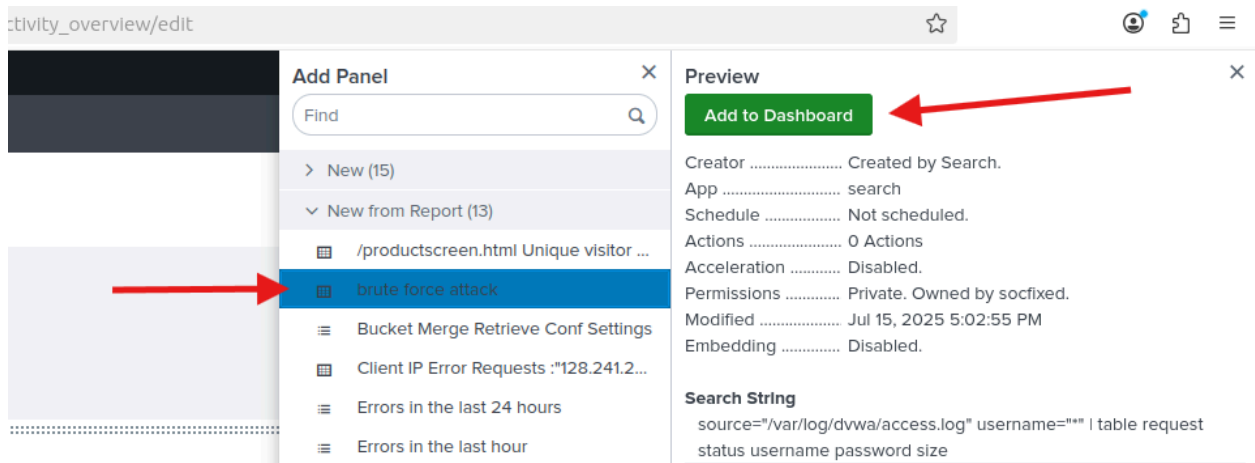 ctivity_overview/edit
Add Panel
Find
New (15)
New from Report (13)
/productscreen.html Unique visitor ...
brute force attack
Bucket Merge Retrieve Conf Settings
Client IP Error Requests :"128.241.2...
Errors in the last 24 hours
Errors in the last hour
Preview
Add to Dashboard
Creator ...................... Created by Search.
App ............................ search
Schedule .................. Not scheduled.
Actions ...................... 0 Actions
Acceleration ............ Disabled.
Permissions ............. Private. Owned by socfixed.
Modified .................... Jul 15, 2025 5:02:55 PM
Embedding .............. Disabled.
Search String
source="/var/log/dvwa/access.log" username="*" | table request
status username password size